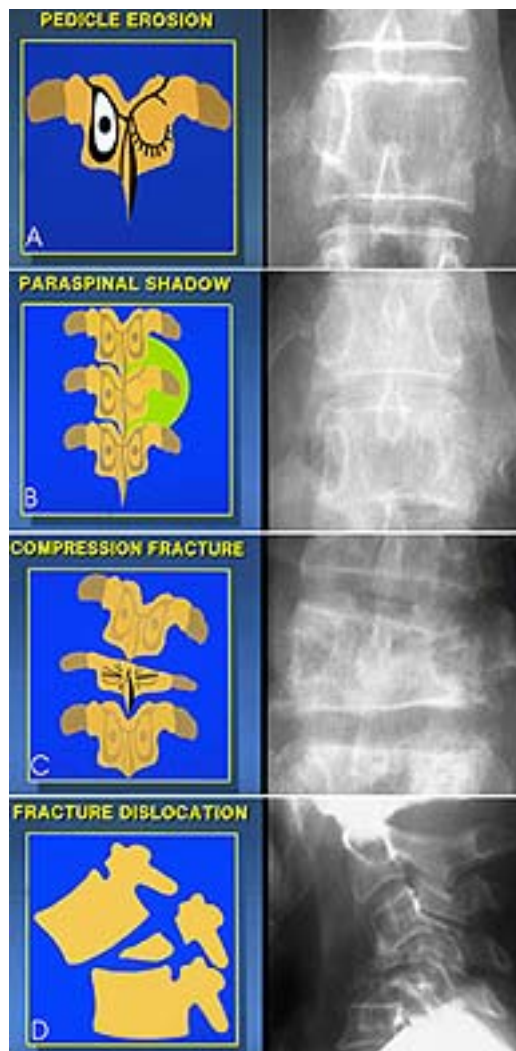 PEDICLE EROSION
A
PARASPINAL SHADOW
B
COMPRESSION FRACTURE
C
FRACTURE DISLOCATION
D